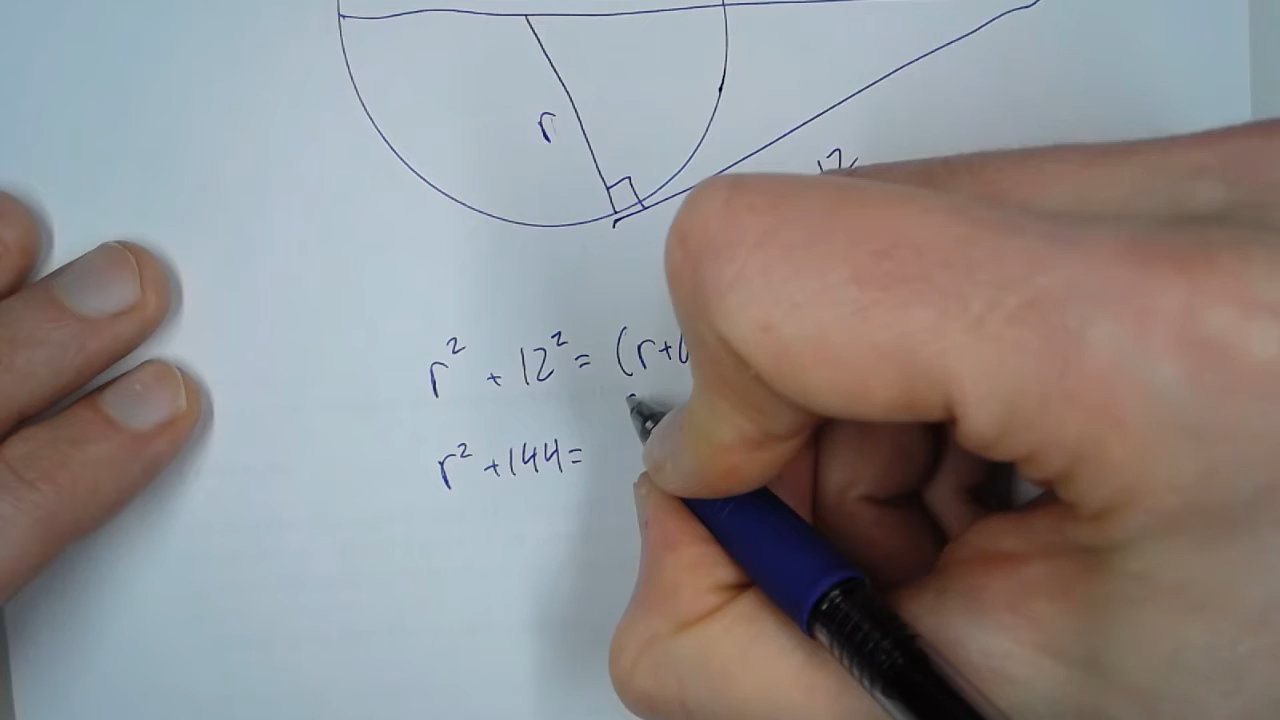 r
12
r² + 12² = (r+
r² + 144 =